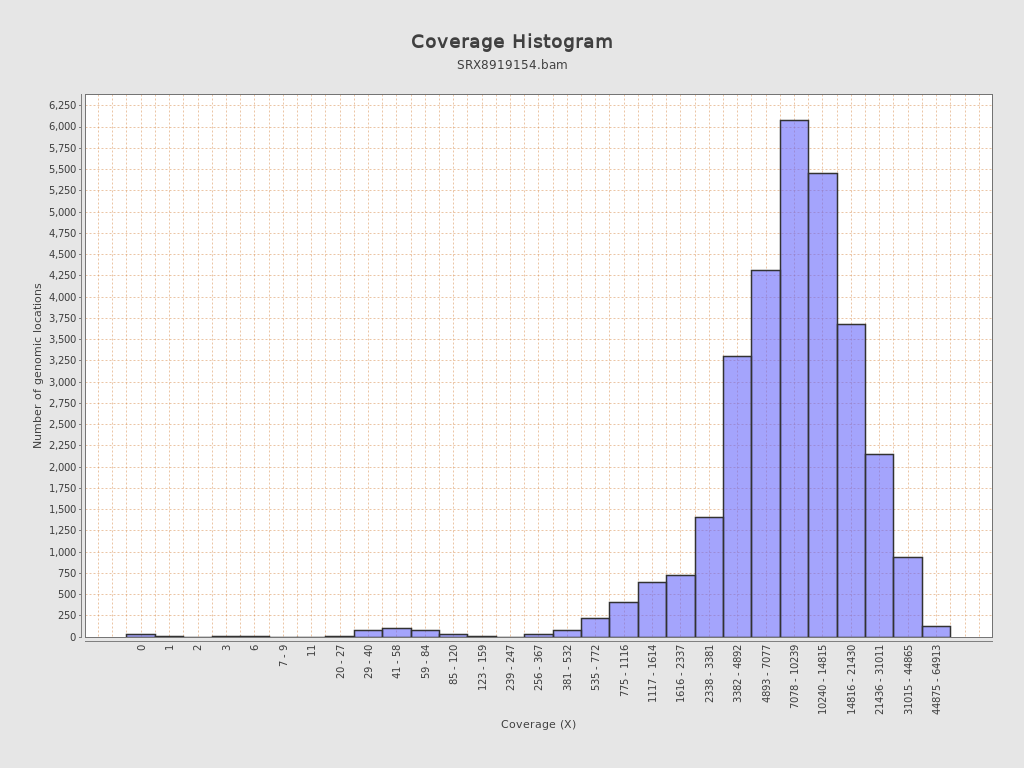 Coverage Histogram
SRX8919154.bam
6,250
6,000
5,750
5,500
5,250
5,000
4,750
4,500
4,250
4,000
3,750
3,500
3,250
3,000
2,750
2,500
2,250
2,000
1,750
1,500
1,250
1,000
750
500
250
0
Number of genomic locations
0
1
2
3
6
7 - 9
11
20 - 27
29 - 40
41 - 58
59 - 84
85 - 120
123 - 159
239 - 247
256 - 367
381 - 532
535 - 772
775 - 1116
1117 - 1614
1616 - 2337
2338 - 3381
3382 - 4892
4893 - 7077
7078 - 10239
10240 - 14815
14816 - 21430
21436 - 31011
31015 - 44865
44875 - 64913
Coverage (X)